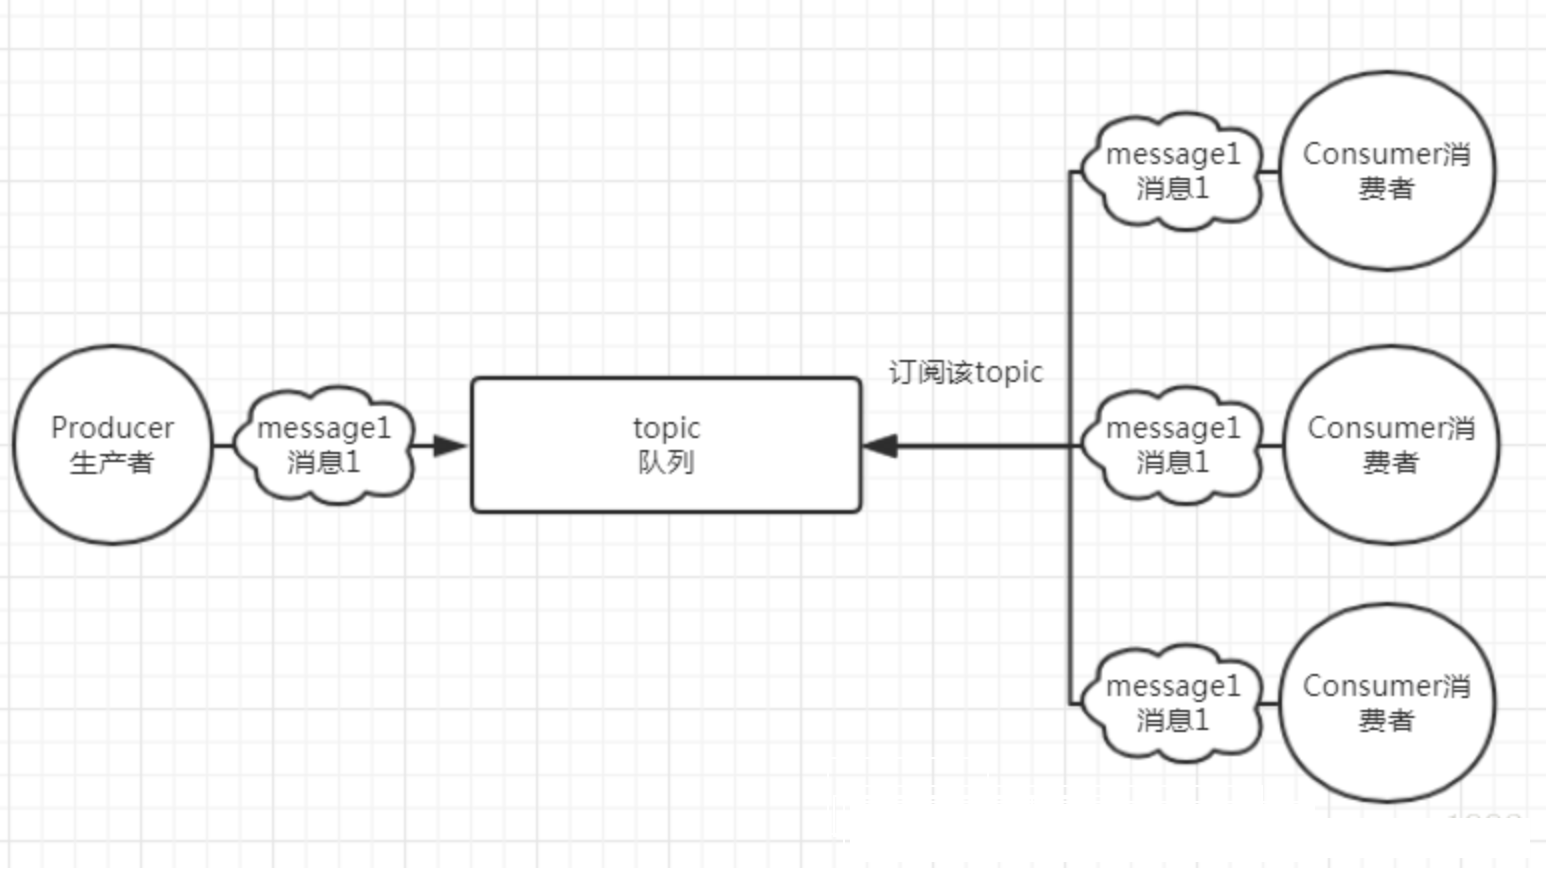 Producer
生产者
message1
消息1
topic
队列
订阅该topic
message1
消息1
Consumer消
费者
message1
消息1
Consumer消
费者
message1
消息1
Consumer消
费者